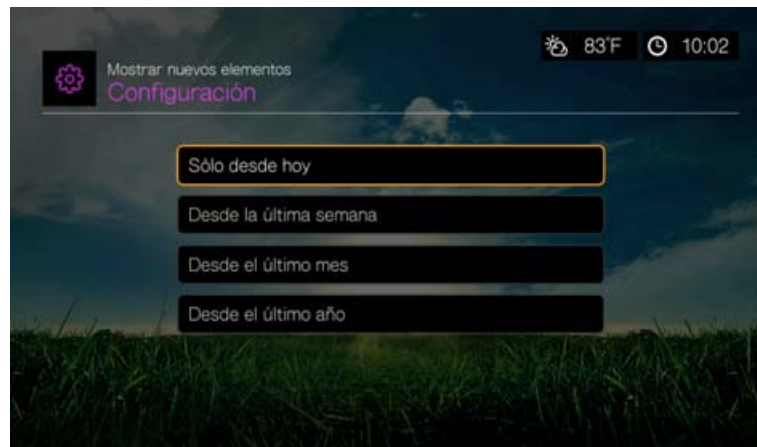 83°F 10:02
Mostrar nuevos elementos
Configuración
Sólo desde hoy
Desde la última semana
Desde el último mes
Desde el último año